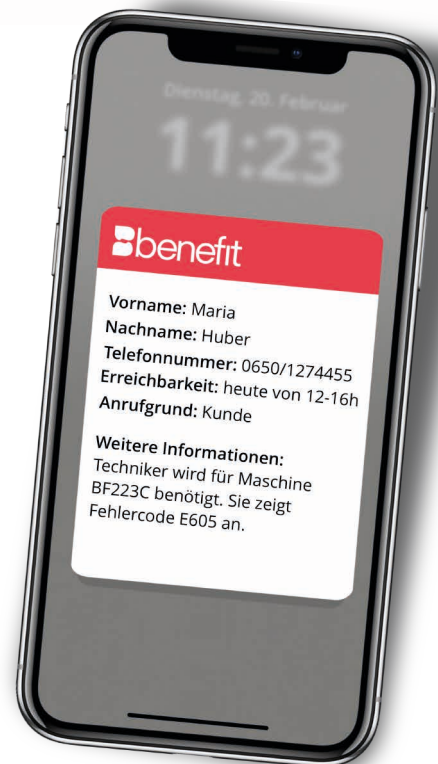 Dienstag, 20. Februar
11:23
benefit
Vorname: Maria
Nachname: Huber
Telefonnummer: 0650/1274455
Erreichbarkeit: heute von 12-16h
Anrufgrund: Kunde
Weitere Informationen:
Techniker wird für Maschine
BF223C benötigt. Sie zeigt
Fehlercode E605 an.